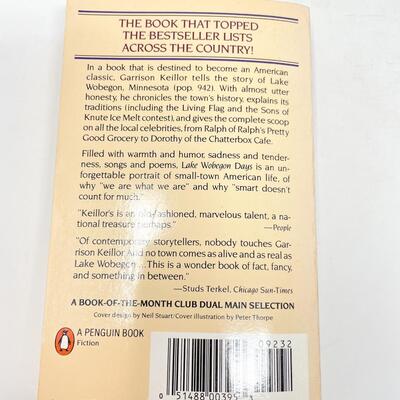 THE BOOK THAT TOPPED
THE BESTSELLER LISTS
ACROSS THE COUNTRY!
In a book that is destined to become an American
classic, Garrison Keillor tells the story of Lake
Wobegon, Minnesota (pop. 942). With almost utter
honesty, he chronicles the town's history, explains its
traditions (including the Living Flag and the Sons of
Knute Ice Melt contest), and gives the complete scoop
on all the local celebrities, from Ralph of Ralph's Pretty
Good Grocery to Dorothy of the Chatterbox Cafe.
Filled with warmth and humor, sadness and tender-
ness, songs and poems, Lake Wobegon Days is an un-
forgettable portrait of small-town American life, of
why "we are what we are" and why "smart doesn't
count for much."
"Keillor's is an old-fashioned, marvelous talent, a na-
tional treasure perhaps."
—People
"Of contemporary storytellers, nobody touches Gar-
rison Keillor. And no town comes as alive and as real as
Lake Wobegon . . . This is a wonder book of fact, fancy,
and something in between."
—Studs Terkel, Chicago Sun-Times
A BOOK-OF-THE-MONTH CLUB DUAL MAIN SELECTION
Cover design by Neil Stuart/Cover illustration by Peter Thorpe
A PENGUIN BOOK
Fiction
09232
0 51488 00395